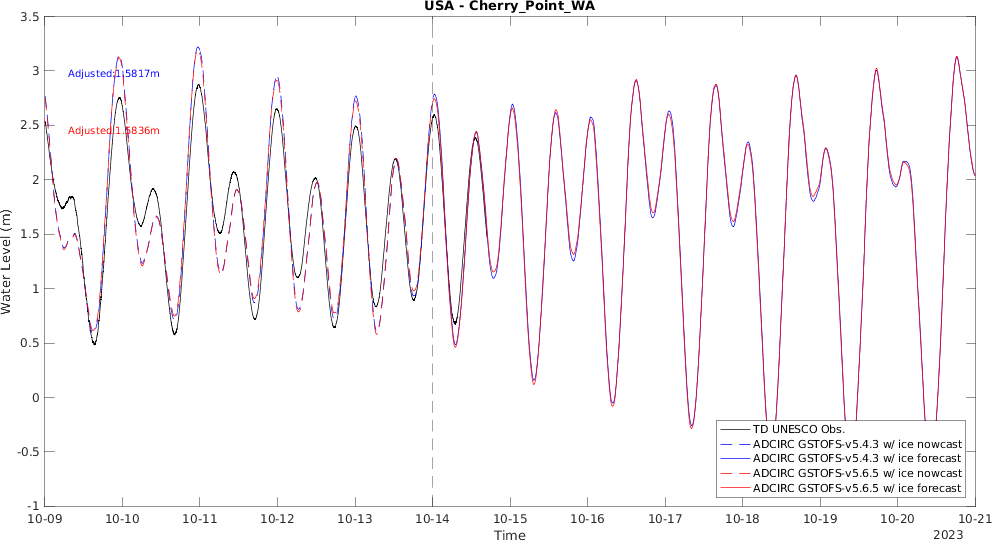 USA - Cherry_Point_WA
3.5
3
2.5
2
1.5
1
0.5
0
-0.5
-1
Water Level (m)
Adjusted:1.5817m
Adjusted:1.5836m
TD UNESCO Obs.
ADCIRC GSTOFS-v5.4.3 w/ ice nowcast
ADCIRC GSTOFS-v5.4.3 w/ ice forecast
ADCIRC GSTOFS-v5.6.5 w/ ice nowcast
ADCIRC GSTOFS-v5.6.5 w/ ice forecast
10-09 10-10 10-11 10-12 10-13 10-14 10-15 10-16 10-17 10-18 10-19 10-20 10-21
Time
2023